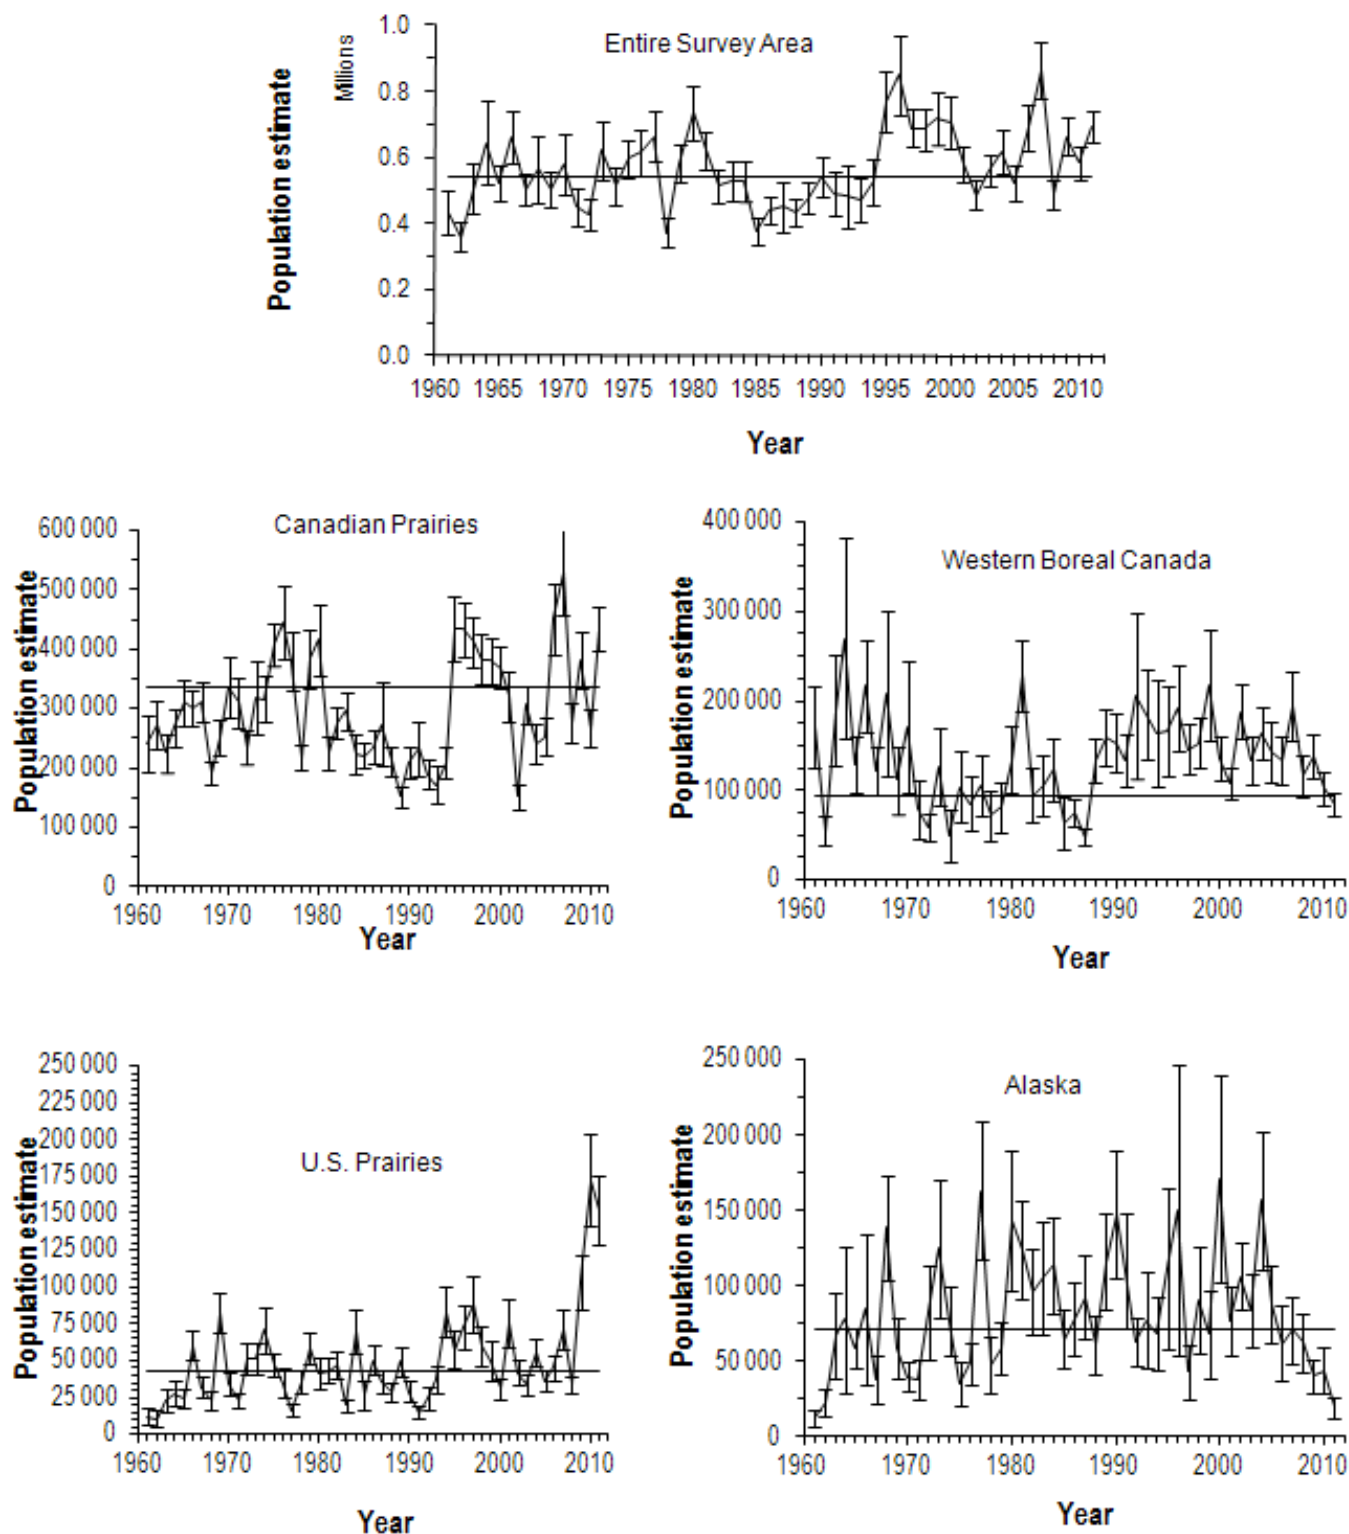 Entire Survey Area
Millions
Population estimate
1.0
0.8
0.6
0.4
0.2
0.0
1960 1965 1970 1975 1980 1985 1990 1995 2000 2005 2010
Year
Canadian Prairies
Population estimate
600 000
500 000
400 000
300 000
200 000
100 000
0
1960 1970 1980 1990 2000 2010
Year
Western Boreal Canada
Population estimate
400 000
300 000
200 000
100 000
0
1960 1970 1980 1990 2000 2010
Year
U.S. Prairies
Population estimate
250 000
225 000
200 000
175 000
150 000
125 000
100 000
75 000
50 000
25 000
0
1960 1970 1980 1990 2000 2010
Year
Alaska
Population estimate
250 000
200 000
150 000
100 000
50 000
0
1960 1970 1980 1990 2000 2010
Year